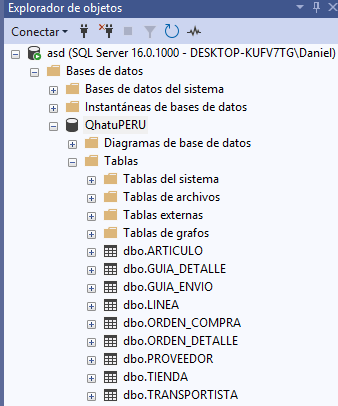 Explorador de objetos
Conectar
asd (SQL Server 16.0.1000 - DESKTOP-KUFV7TG\Daniel)
Bases de datos
Bases de datos del sistema
Instantáneas de bases de datos
QhatuPERU
Diagramas de base de datos
Tablas
Tablas del sistema
Tablas de archivos
Tablas externas
Tablas de grafos
dbo.ARTICULO
dbo.GUIA_DETALLE
dbo.GUIA_ENVIO
dbo.LINEA
dbo.ORDEN_COMPRA
dbo.ORDEN_DETALLE
dbo.PROVEEDOR
dbo.TIENDA
dbo.TRANSPORTISTA